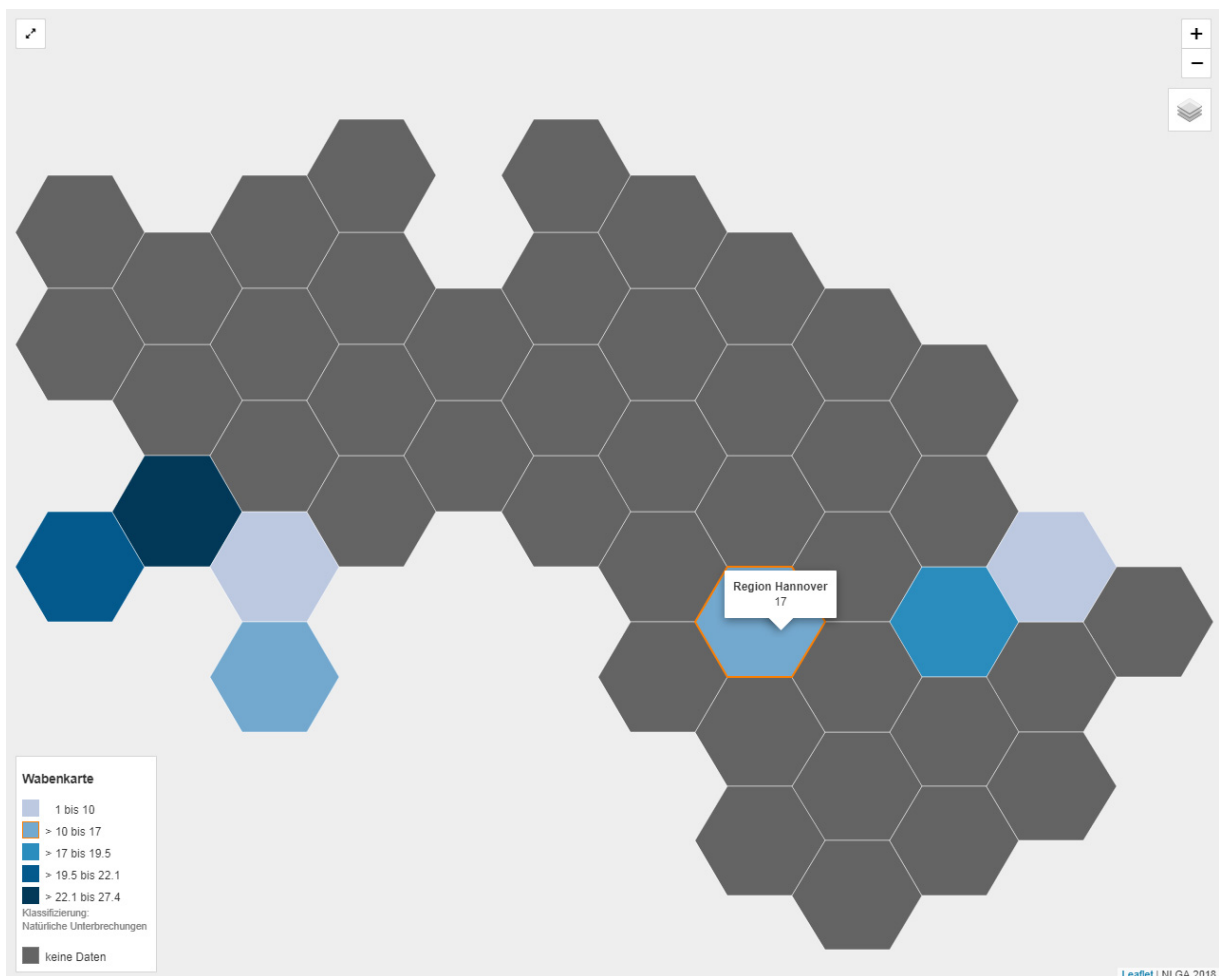 +
−
Region Hannover
17
Wabenkarte
1 bis 10
> 10 bis 17
> 17 bis 19.5
> 19.5 bis 22.1
> 22.1 bis 27.4
Klassifizierung:
Natürliche Unterbrechungen
keine Daten
Leaflet | NLGA 2018